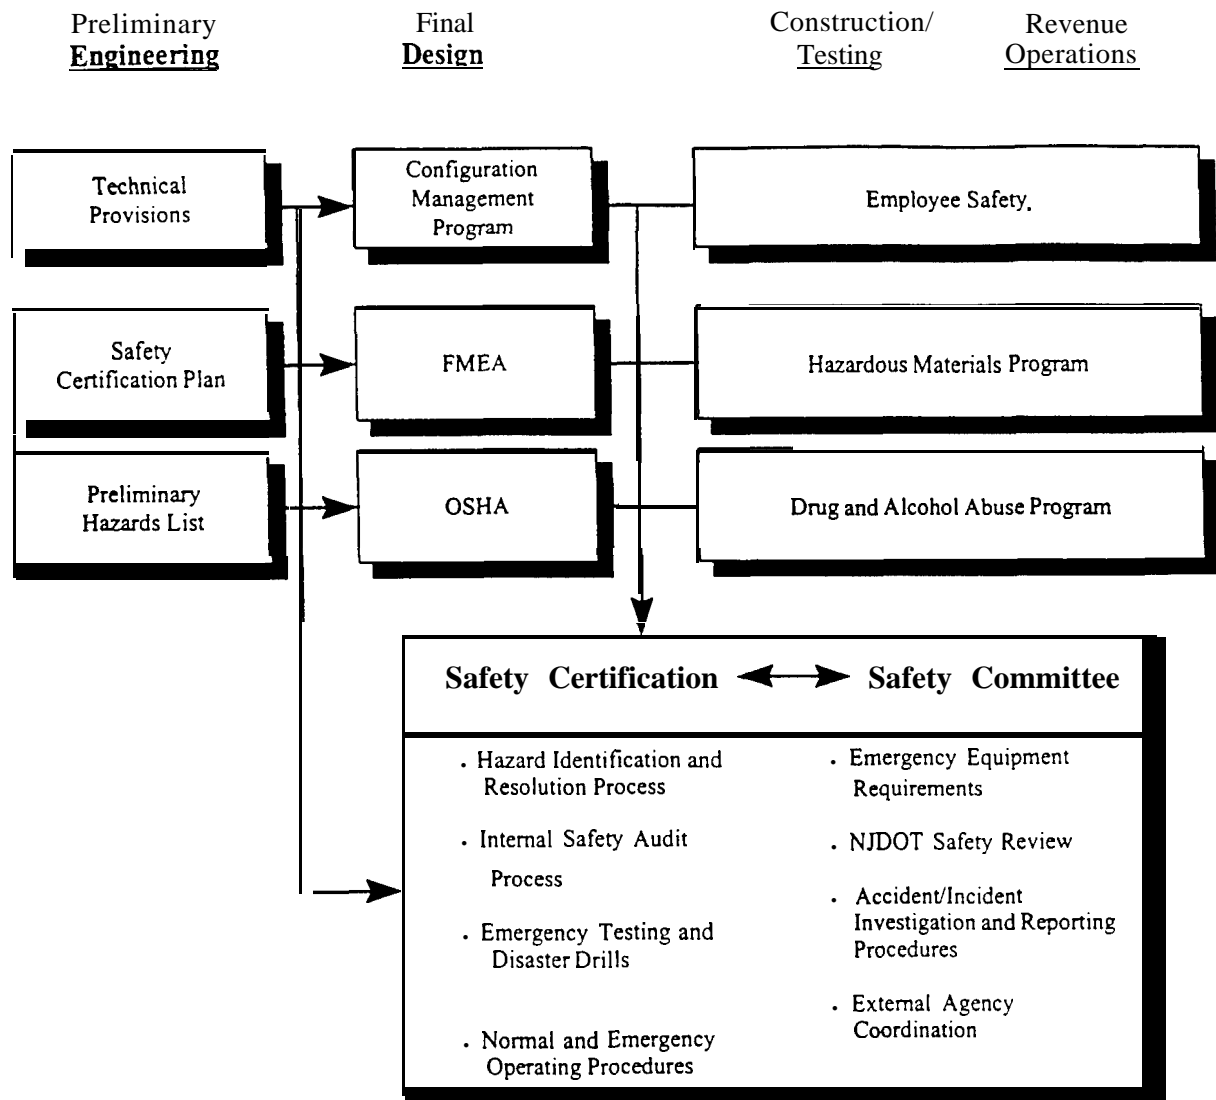 Preliminary
Engineering
Final
Design
Construction/
Testing
Revenue
Operations
Technical
Provisions
Configuration
Management
Program
Employee Safety.
Safety
Certification Plan
FMEA
Hazardous Materials Program
Preliminary
Hazards List
OSHA
Drug and Alcohol Abuse Program
Safety Certification
Safety Committee
. Hazard Identification and
Resolution Process
. Internal Safety Audit
Process
. Emergency Testing and
Disaster Drills
. Normal and Emergency
Operating Procedures
. Emergency Equipment
Requirements
. NJDOT Safety Review
. Accident/Incident
Investigation and Reporting
Procedures
. External Agency
Coordination